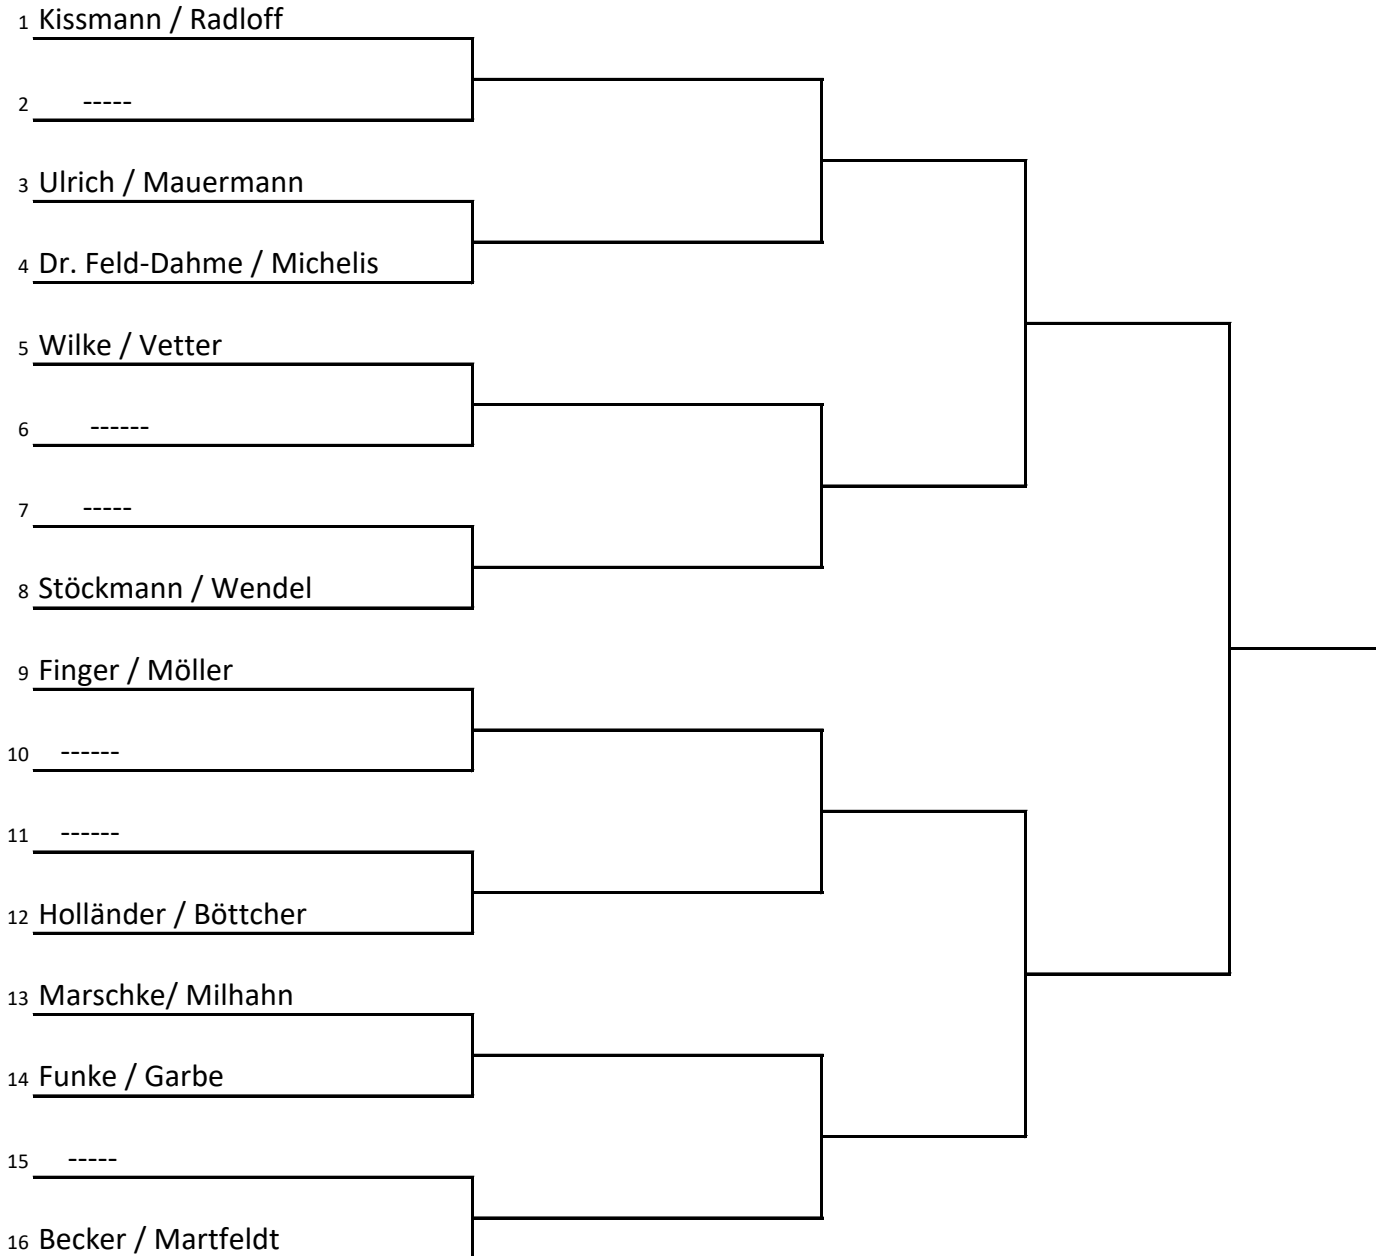 1 Kissmann / Radloff
2 -----
3 Ulrich / Mauermann
4 Dr. Feld-Dahme / Michelis
5 Wilke / Vetter
6 ------
7 -----
8 Stöckmann / Wendel
9 Finger / Möller
10 ------
11 ------
12 Holländer / Böttcher
13 Marschke/ Milhahn
14 Funke / Garbe
15 -----
16 Becker / Martfeldt